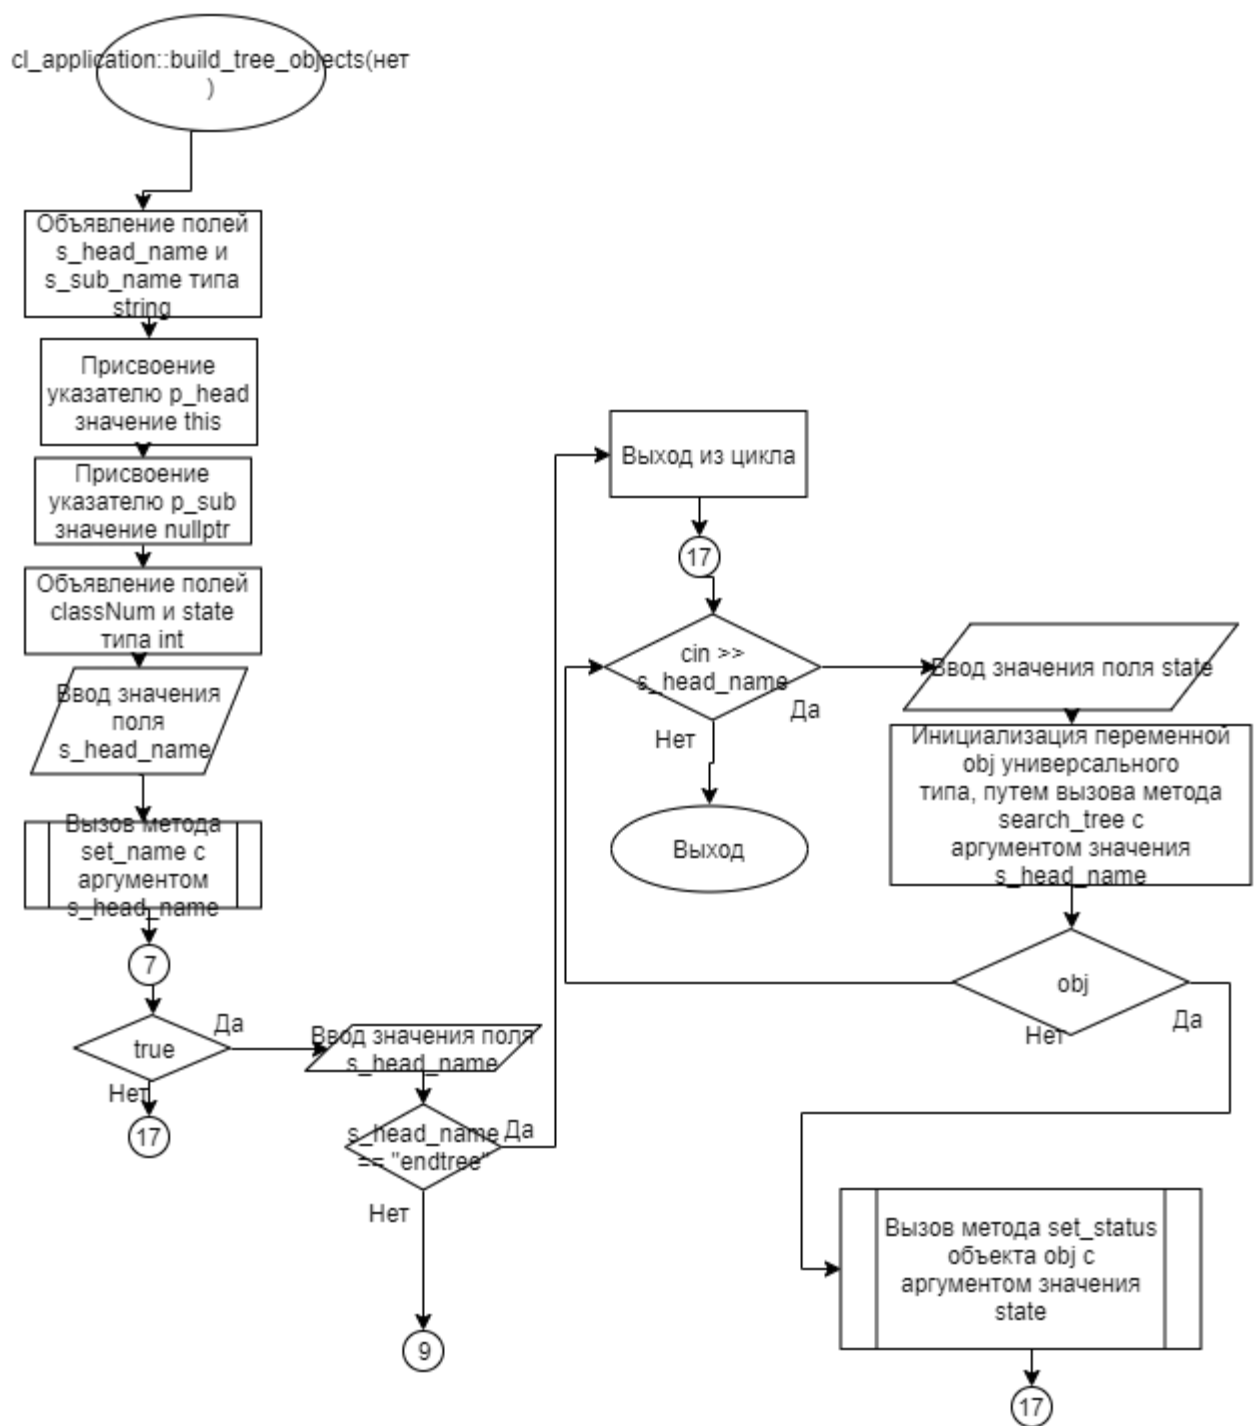 cl_application::build_tree_objects(нет
)
Объявление полей
s_head_name и
s_sub_name типа
string
Присвоение
указателю p_head
значение this
Присвоение
указателю p_sub
значение nullptr
Объявление полей
classNum и state
типа int
Ввод значения
поля
s_head_name
Вызов метода
set_name с
аргументом
s_head_name
7
true
Да
Нет
17
Ввод значения поля
s_head_name
s_head_name
== "endtree"
Да
Нет
9
Выход из цикла
17
cin >>
s_head_name
Да
Нет
Выход
Ввод значения поля state
Инициализация переменной
obj универсального
типа, путем вызова метода
search_tree с
аргументом значения
s_head_name
obj
Нет
Да
Вызов метода set_status
объекта obj с
аргументом значения
state
17